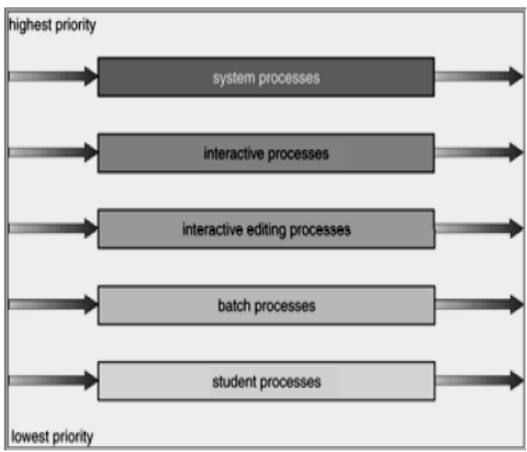 highest priority
system processes
interactive processes
interactive editing processes
batch processes
student processes
lowest priority